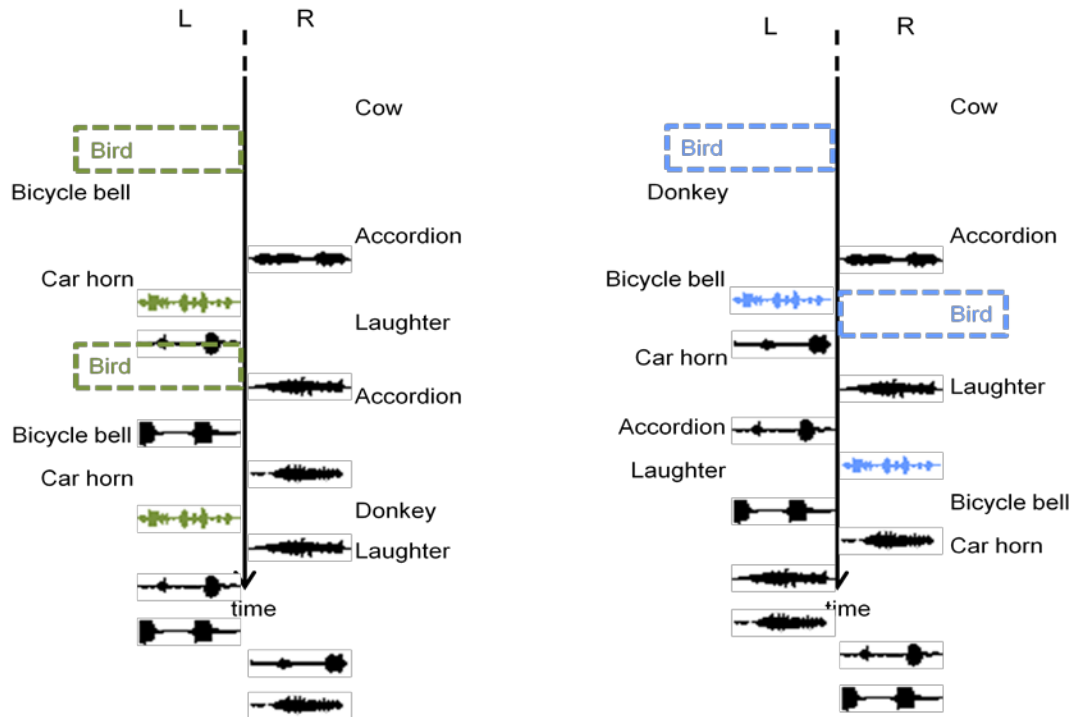 L R
Cow
Bird
Bicycle bell
Accordion
Car horn
Laughter
Bird
Accordion
Bicycle bell
Car horn
Donkey
Laughter
time
L R
Cow
Bird
Donkey
Accordion
Bicycle bell
Bird
Car horn
Laughter
Accordion
Laughter
Bicycle bell
Car horn
time